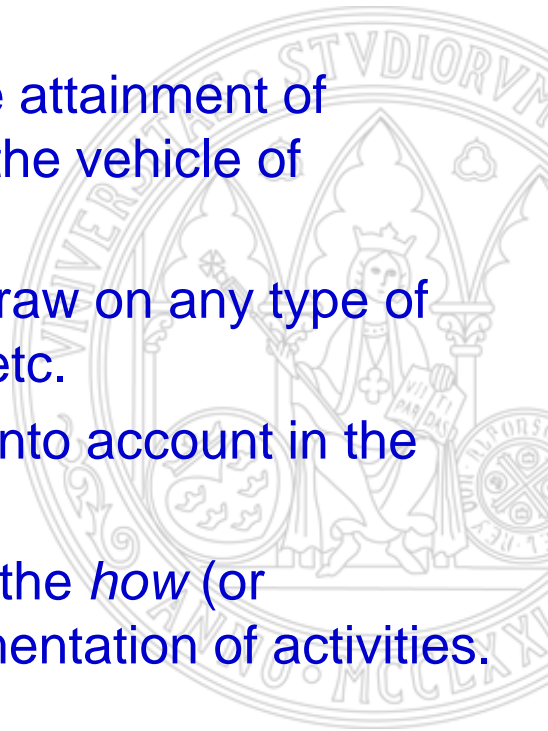 attainment of
the vehicle of
raw on any type of
etc.
nto account in the
the how (or
nentation of activities.